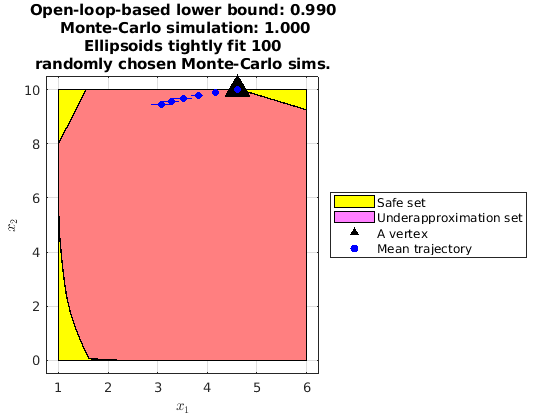 Open-loop-based lower bound: 0.990
Monte-Carlo simulation: 1.000
Ellipsoids tightly fit 100
randomly chosen Monte-Carlo sims.
10
8
6
4
2
0
x₂
1
2
3
4
5
6
x₁
Safe set
Underapproximation set
A vertex
Mean trajectory